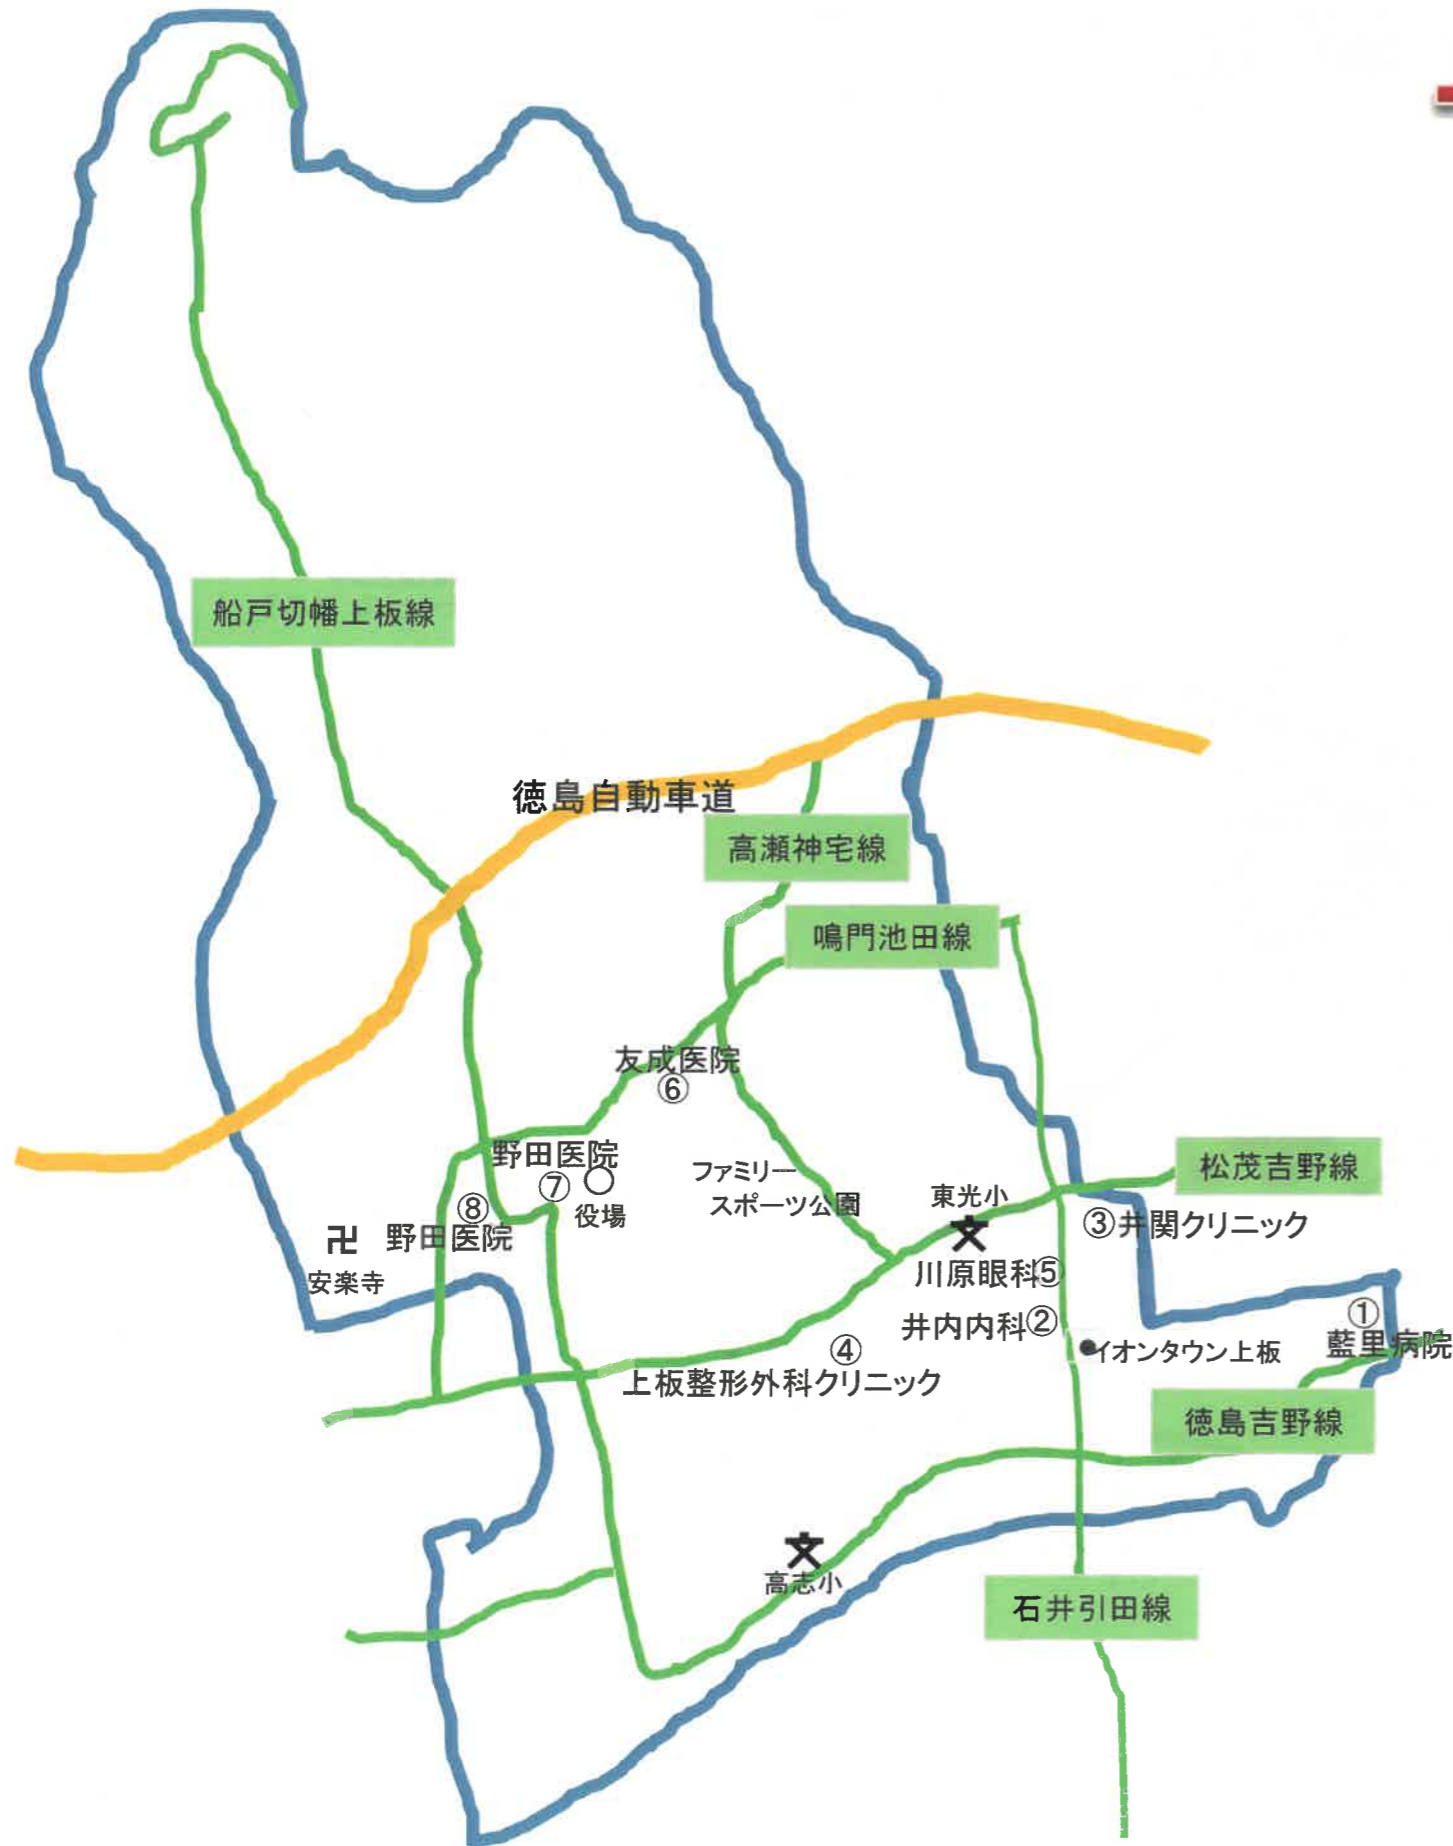 船戸切幡上板線
徳島自動車道
高瀬神宅線
鳴門池田線
友成医院
⑥
野田医院
⑦
役場
⑧
野田医院
卍
安楽寺
ファミリー
スポーツ公園
東光小
文
松茂吉野線
③井関クリニック
川原眼科⑤
井内内科②
イオンタウン上板
①
藍里病院
④
上板整形外科クリニック
徳島吉野線
文
高志小
石井引田線